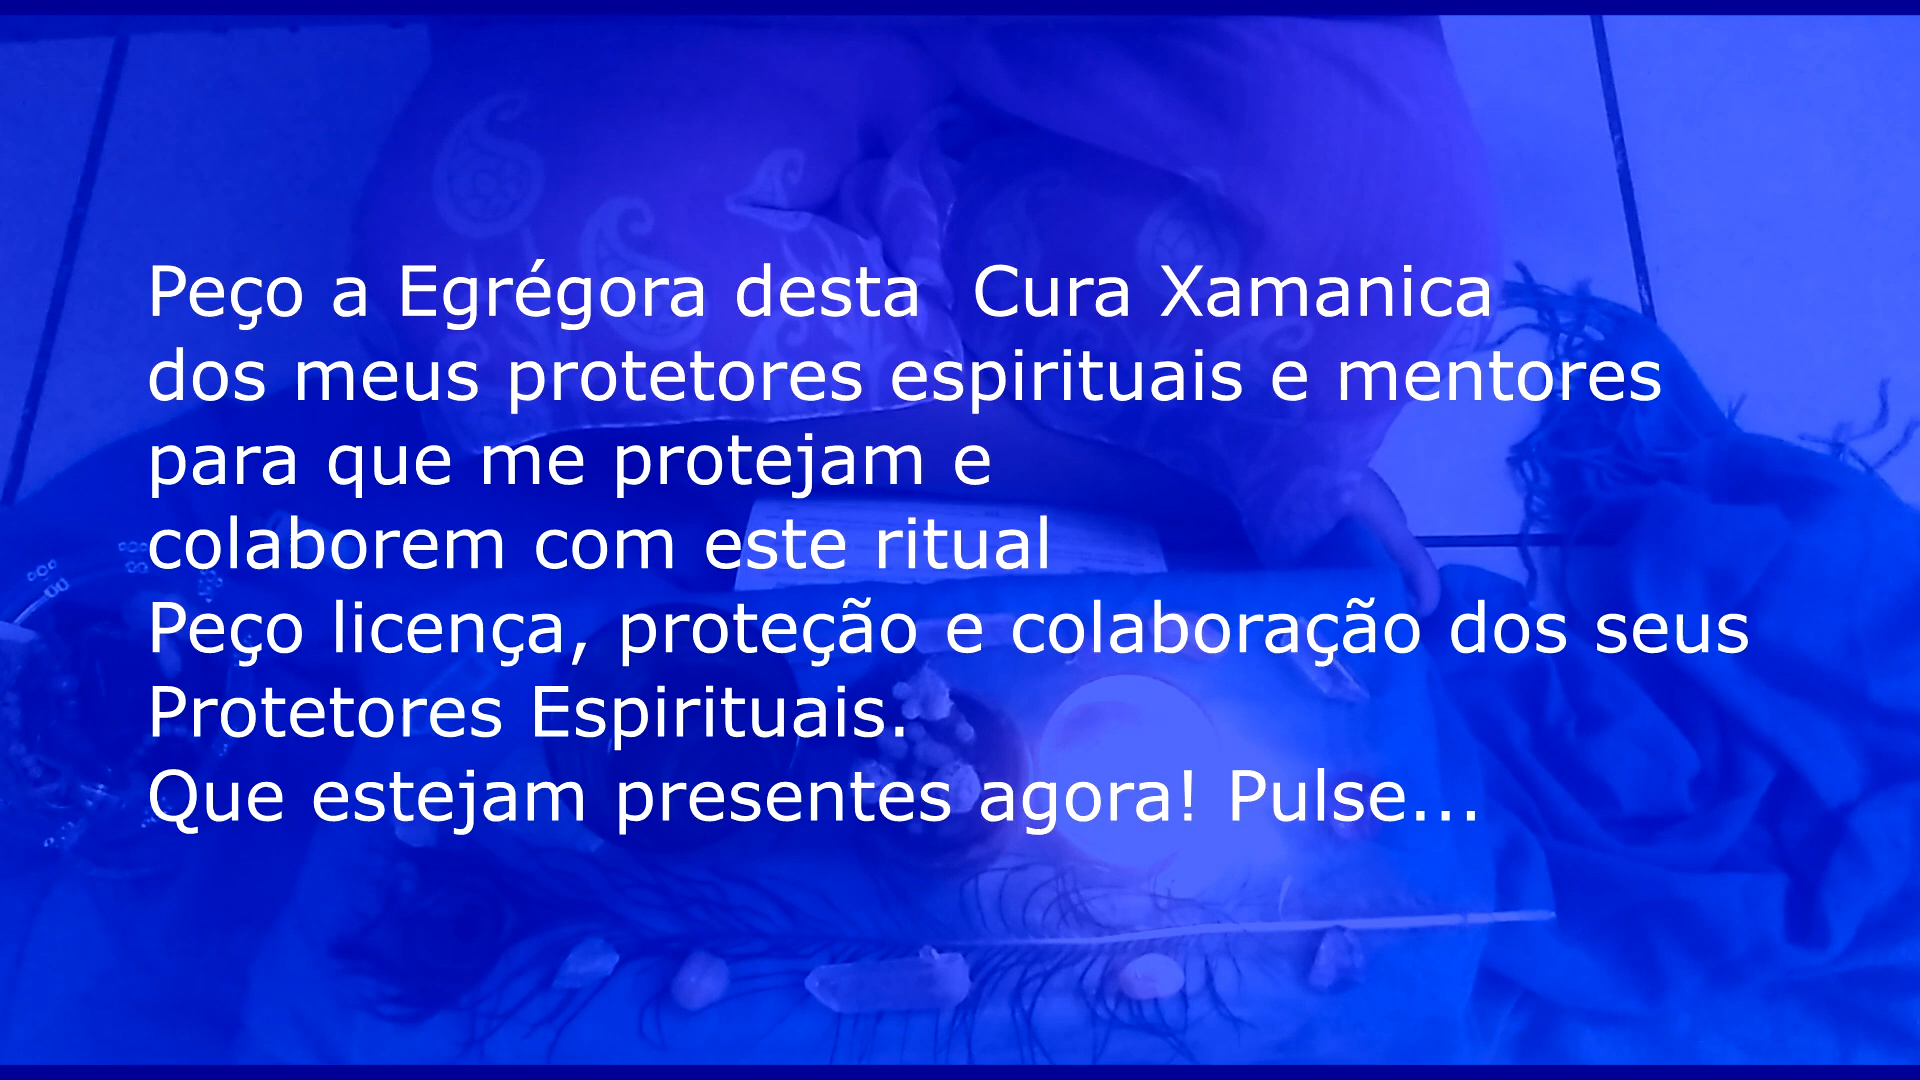 Peço a Egrégora desta  Cura Xamanica
dos meus protetores espirituais e mentores
para que me protejam e
colaborem com este ritual
Peço licença, proteção e colaboração dos seus
Protetores Espirituais.
Que estejam presentes agora! Pulse...